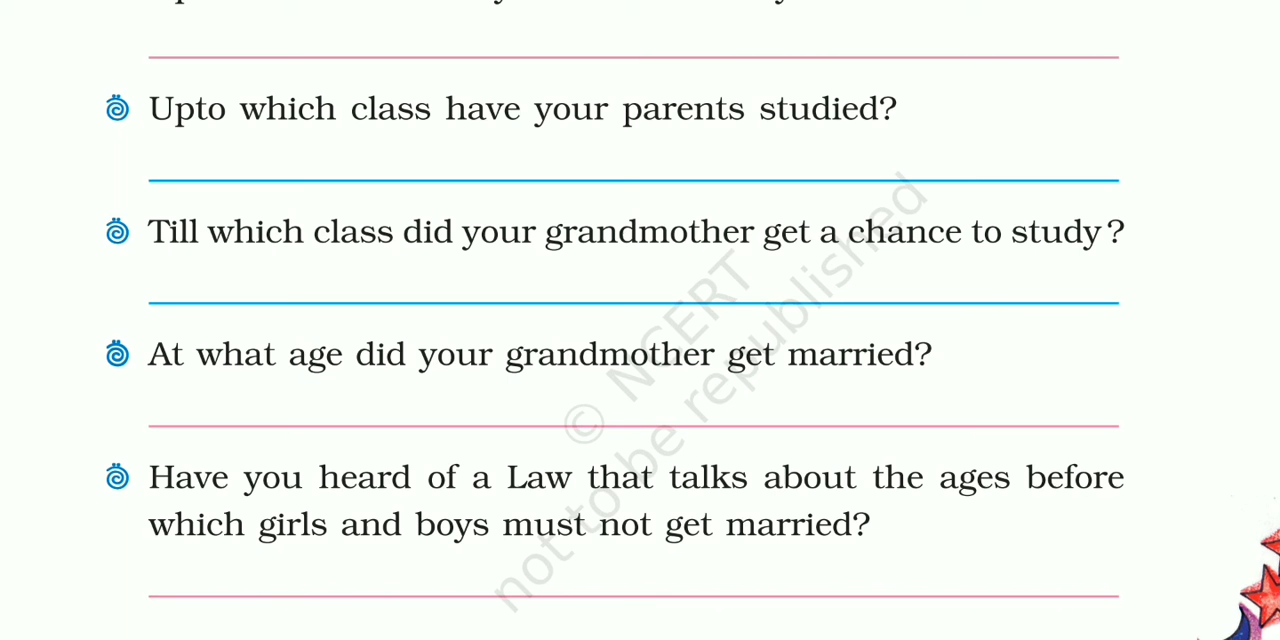 Upto which class have your parents studied?
Till which class did your grandmother get a chance to study?
At what age did your grandmother get married?
Have you heard of a Law that talks about the ages before
which girls and boys must not get married?
© NCERT
not to be republished